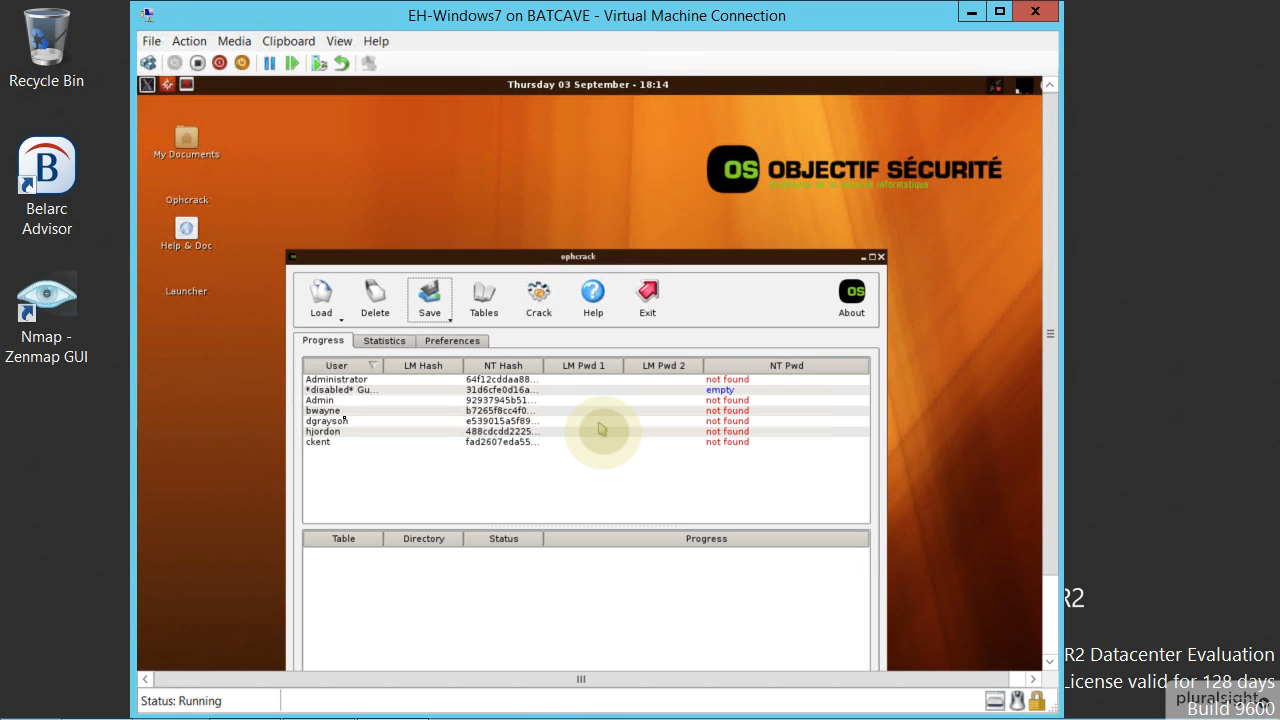 EH-Windows7 on BATCAVE - Virtual Machine Connection
File Action Media Clipboard View Help
Recycle Bin
Belarc
Advisor
Nmap -
Zenmap GUI
Thursday 03 September - 18:14
My Documents
Ophcrack
Help & Doc
Launcher
OS OBJECTIF SÉCURITÉ
ophcrack
Load Delete Save Tables Crack Help Exit OS About
Progress Statistics Preferences
User LM Hash NT Hash LM Pwd 1 LM Pwd 2 NT Pwd
Administrator 64f12cddaa88... not found
*disabled* Gu... 31d6cfe0d16a... empty
Admin 92937945b51... not found
bwayne b7265f8cc4f0... not found
dgrayson e539015a5f89... not found
hjordon 488cdcdd2225... not found
ckent fad2607eda55... not found
Table Directory Status Progress
Status: Running
R2
R2 Datacenter Evaluation
License valid for 128 days
Build 9600
pluralsight